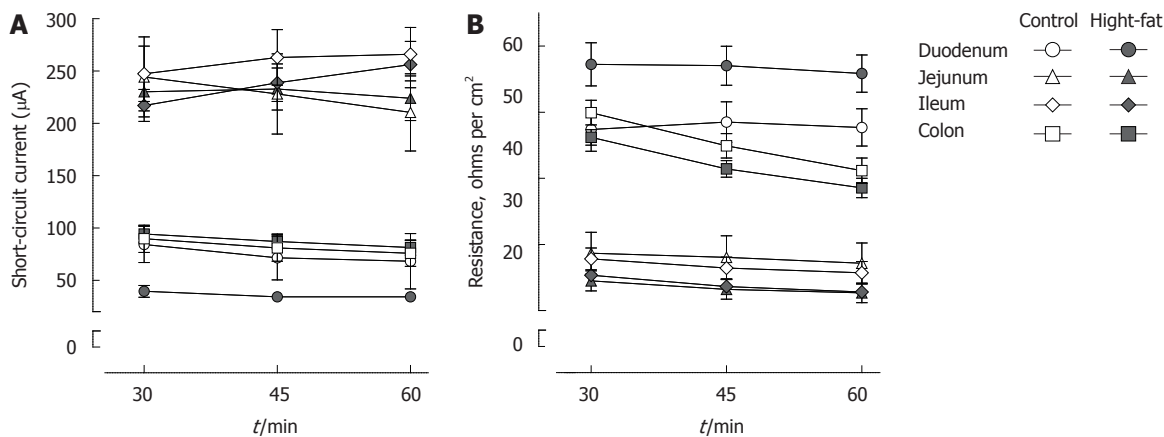 A
Short-circuit current (μA)
300
250
200
150
100
50
0
30 45 60
t/min
B
Resistance, ohms per cm²
60
50
40
30
20
10
0
30 45 60
t/min
Control Hight-fat
Duodenum
Jejunum
Ileum
Colon